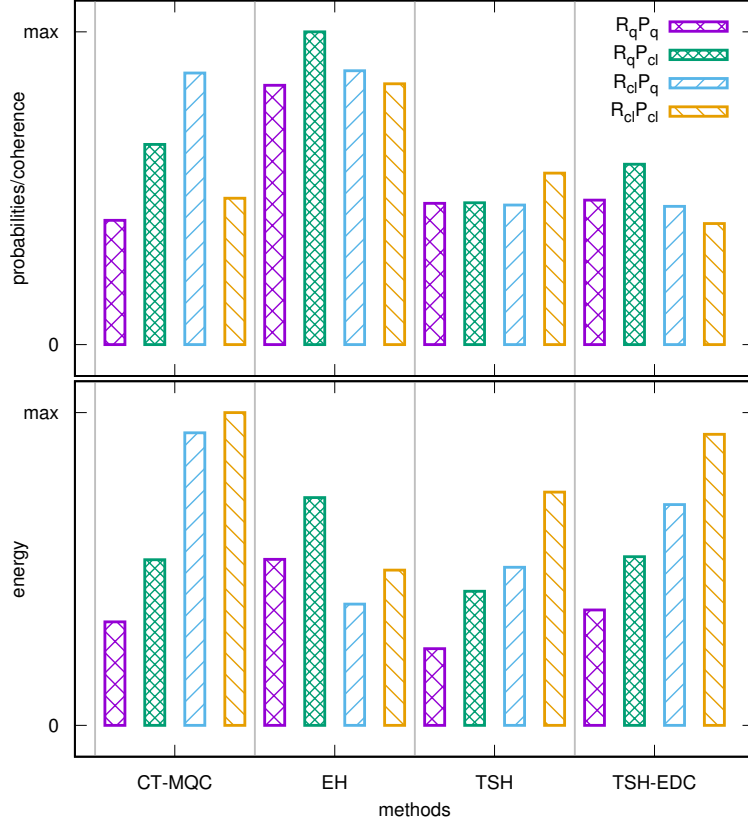 max
R_qP_q
R_qP_cl
R_clP_q
R_clP_cl
probabilities/coherence
0
max
energy
0
CT-MQC EH TSH TSH-EDC
methods